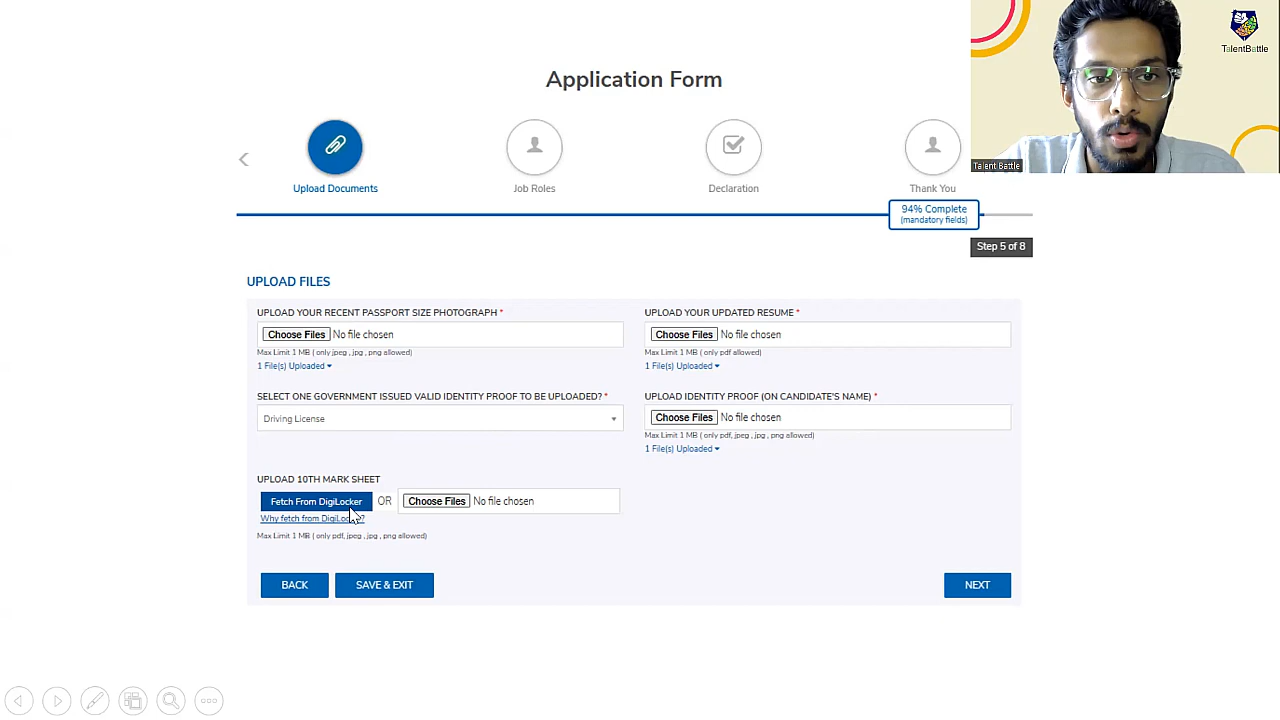 TalentBattle
Application Form
Talent Battle
Upload Documents
Job Roles
Declaration
Thank You
94% Complete
(mandatory fields)
Step 5 of 8
UPLOAD FILES
UPLOAD YOUR RECENT PASSPORT SIZE PHOTOGRAPH *
UPLOAD YOUR UPDATED RESUME *
Choose Files No file chosen
Choose Files No file chosen
Max Limit 1 MB ( only jpeg , jpg , png allowed)
Max Limit 1 MB ( only pdf allowed)
1 File(s) Uploaded
1 File(s) Uploaded
SELECT ONE GOVERNMENT ISSUED VALID IDENTITY PROOF TO BE UPLOADED? *
UPLOAD IDENTITY PROOF (ON CANDIDATE'S NAME) *
Driving License
Choose Files No file chosen
Max Limit 1 MB ( only pdf, jpeg , jpg , png allowed)
1 File(s) Uploaded
UPLOAD 10TH MARK SHEET
Fetch From DigiLocker OR Choose Files No file chosen
Why fetch from DigiLocker?
Max Limit 1 MB ( only pdf, jpeg , jpg , png allowed)
BACK
SAVE & EXIT
NEXT